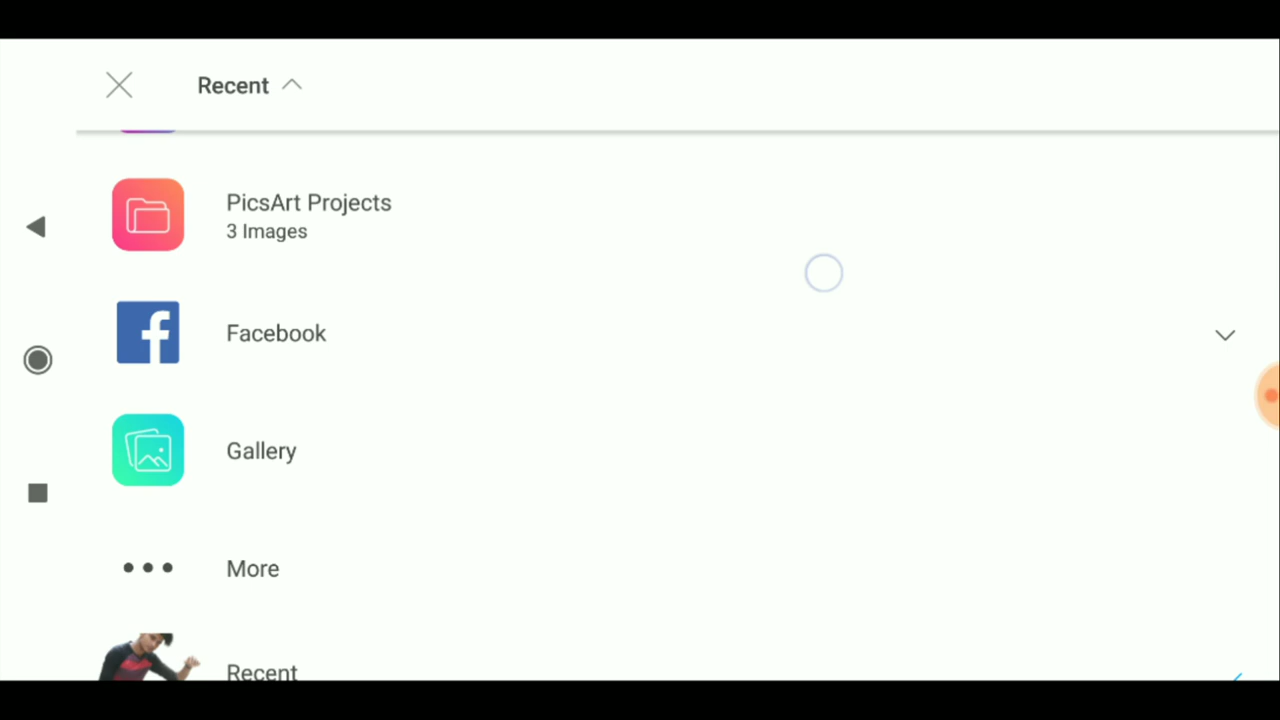 Recent
PicsArt Projects
3 Images
Facebook
Gallery
More
Recent